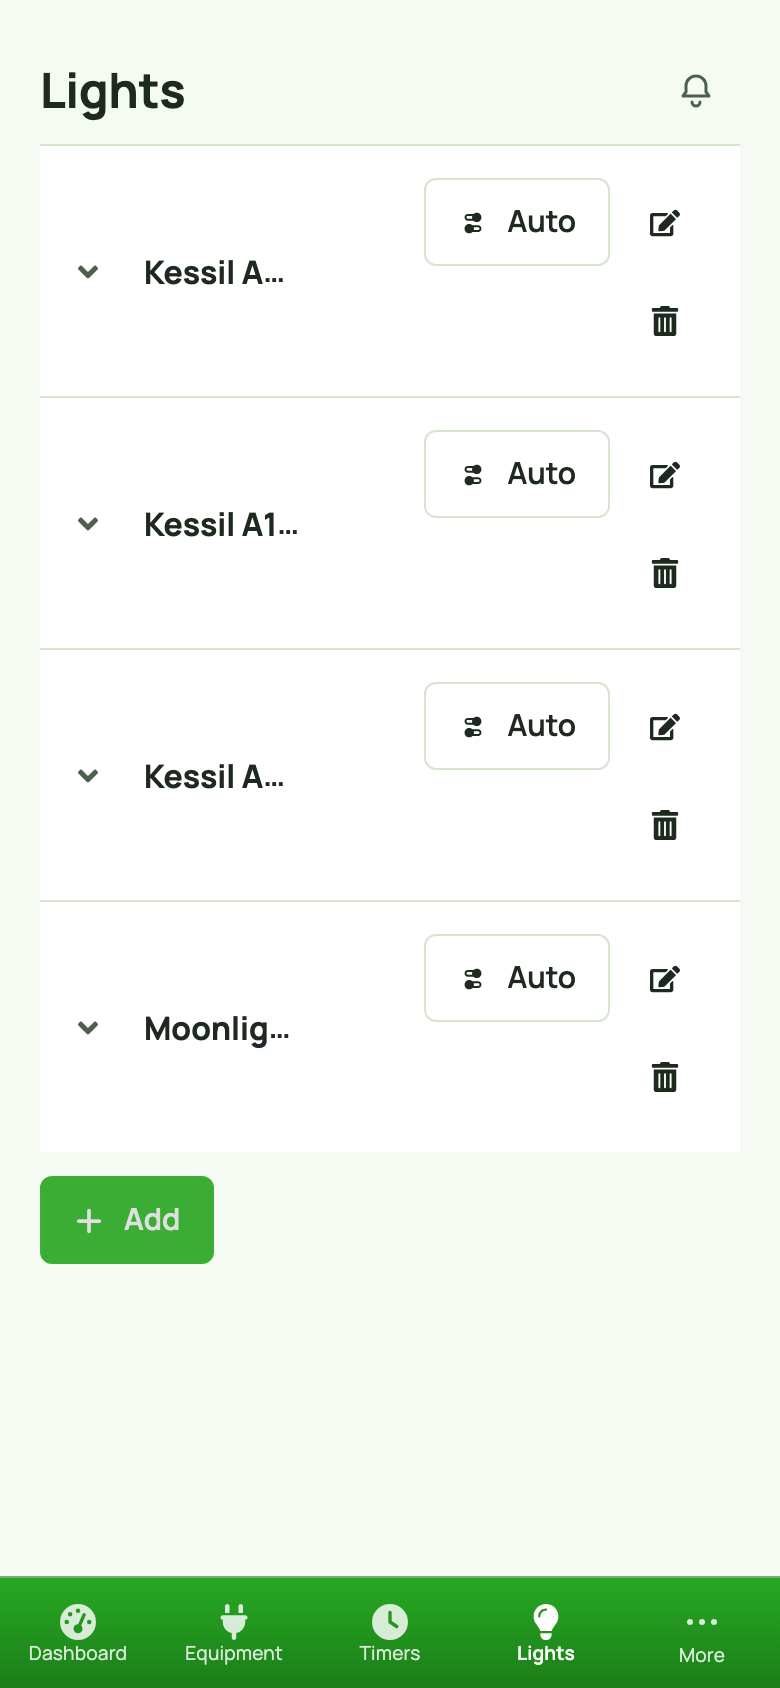 Lights
Auto
Kessil A...
Auto
Kessil A1...
Auto
Kessil A...
Auto
Moonlig...
Add
Dashboard
Equipment
Timers
Lights
More